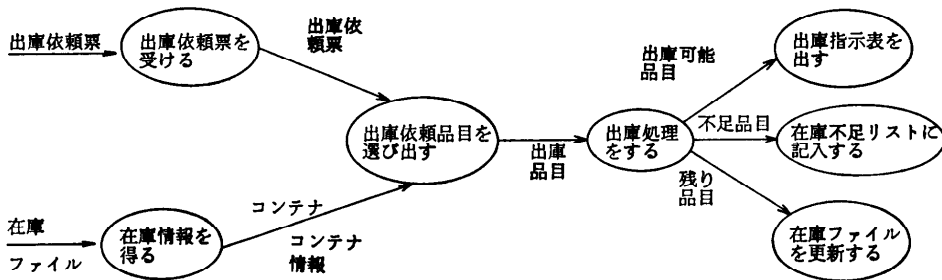 出庫依頼票
出庫依頼票を
受ける
出庫依
頼票
出庫依頼品目を
選び出す
在庫
ファイル
在庫情報を
得る
コンテナ
コンテナ
情報
出庫
品目
出庫処理
をする
出庫可能
品目
出庫指示表を
出す
不足品目
在庫不足リストに
記入する
残り
品目
在庫ファイル
を更新する